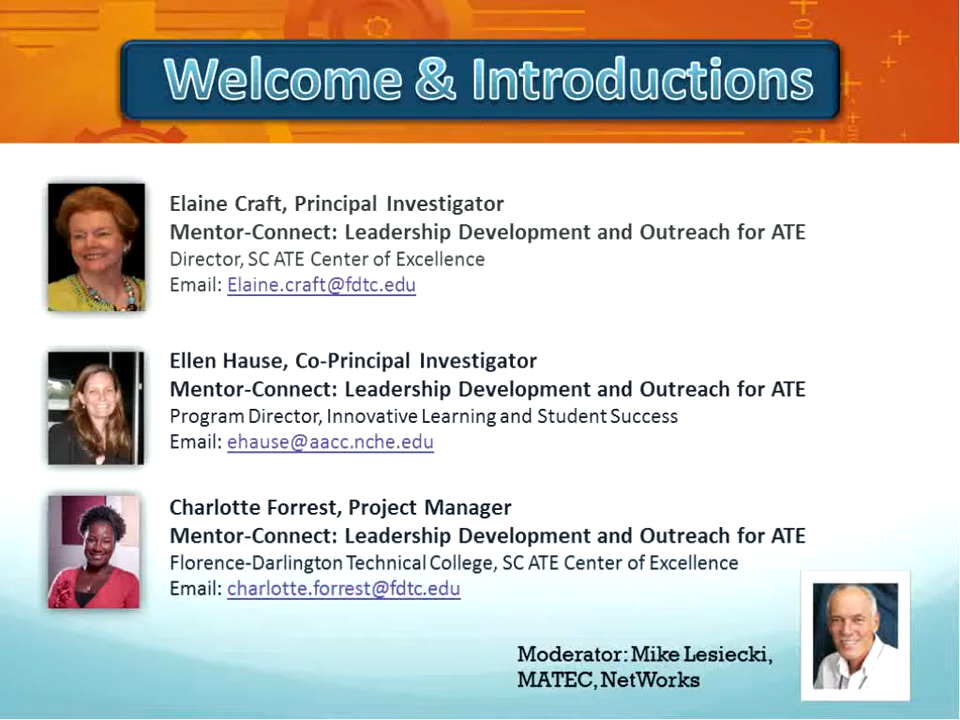 Welcome & Introductions
Elaine Craft, Principal Investigator
Mentor-Connect: Leadership Development and Outreach for ATE
Director, SC ATE Center of Excellence
Email: Elaine.craft@fdtc.edu
Ellen Hause, Co-Principal Investigator
Mentor-Connect: Leadership Development and Outreach for ATE
Program Director, Innovative Learning and Student Success
Email: ehause@aacc.nche.edu
Charlotte Forrest, Project Manager
Mentor-Connect: Leadership Development and Outreach for ATE
Florence-Darlington Technical College, SC ATE Center of Excellence
Email: charlotte.forrest@fdtc.edu
Moderator: Mike Lesiecki,
MATEC, NetWorks